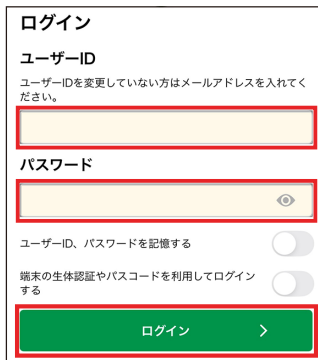 ログイン
ユーザーID
ユーザーIDを変更していない方はメールアドレスを入れてく
ださい。
パスワード
ユーザーID、パスワードを記憶する
端末の生体認証やパスコードを利用してログイン
する
ログイン